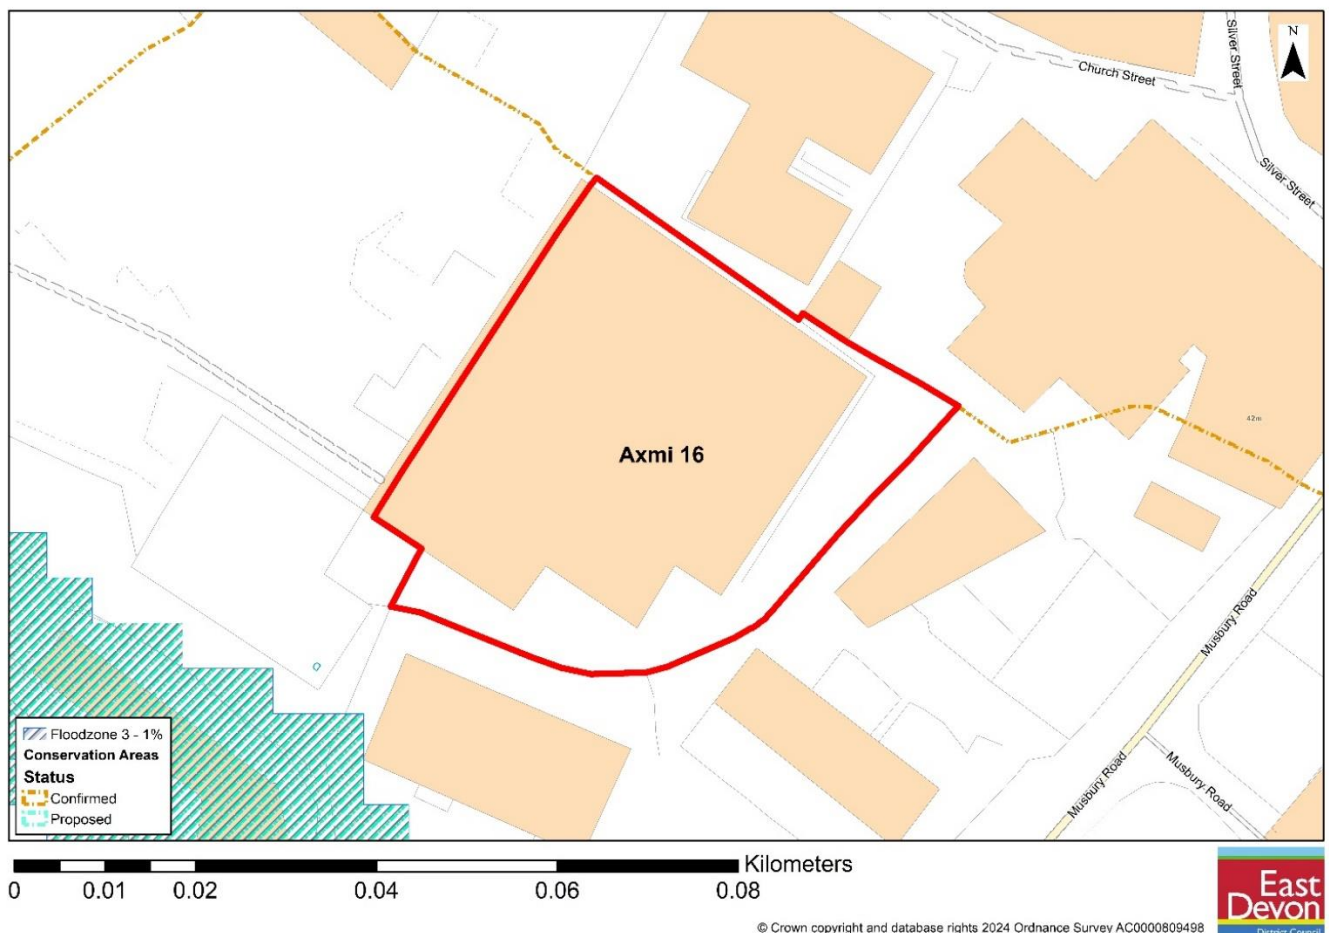 N
Silver Street
Church Street
Silver Street
42m
Axmi 16
Musbury Road
Musbury Road
Musbury Road
Floodzone 3 - 1%
Conservation Areas
Status
Confirmed
Proposed
Kilometers
0 0.01 0.02 0.04 0.06 0.08
East
Devon
District Council
© Crown copyright and database rights 2024 Ordnance Survey AC0000809498